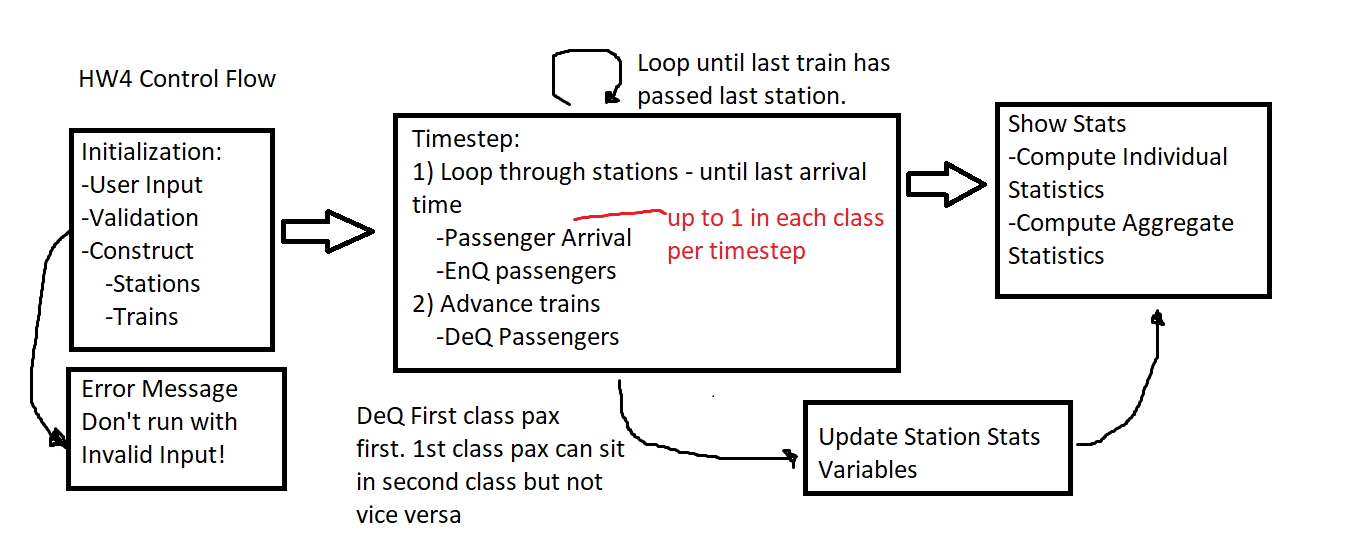 HW4 Control Flow
Loop until last train has
passed last station.
Initialization:
-User Input
-Validation
-Construct
-Stations
-Trains
Error Message
Don't run with
Invalid Input!
Timestep:
1) Loop through stations - until last arrival
time
-Passenger Arrival
-EnQ passengers
2) Advance trains
-DeQ Passengers
up to 1 in each class
per timestep
DeQ First class pax
first. 1st class pax can sit
in second class but not
vice versa
Update Station Stats
Variables
Show Stats
-Compute Individual
Statistics
-Compute Aggregate
Statistics